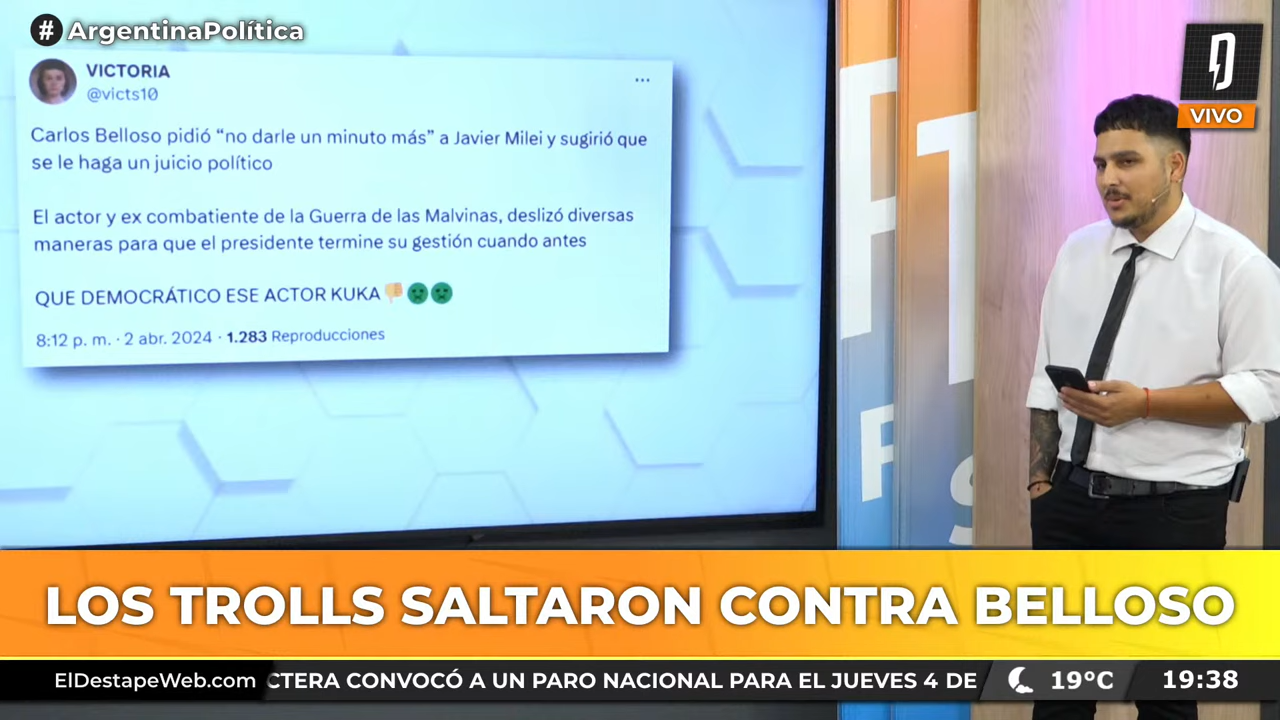 # ArgentinaPolítica
VICTORIA
@victs10
Carlos Belloso pidió “no darle un minuto más” a Javier Milei y sugirió que
se le haga un juicio político
El actor y ex combatiente de la Guerra de las Malvinas, deslizó diversas
maneras para que el presidente termine su gestión cuando antes
QUE DEMOCRÁTICO ESE ACTOR KUKA👎🤢🤢
8:12 p. m. · 2 abr. 2024 · 1.283 Reproducciones
VIVO
LOS TROLLS SALTARON CONTRA BELLOSO
ElDestapeWeb.com
CTERA CONVOCÓ A UN PARO NACIONAL PARA EL JUEVES 4 DE
19°C
19:38